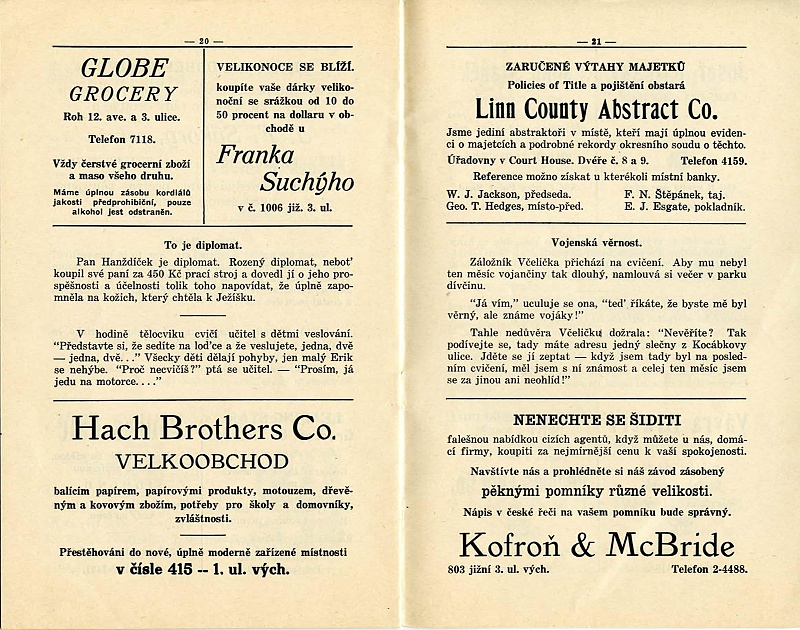 — 20 —
GLOBE
GROCERY
Roh 12. ave. a 3. ulice.
Telefon 7118.
Vždy čerstvé grocerní zboží
a maso všeho druhu.
Máme úplnou zásobu kordiálů
jakosti předprohibiční, pouze
alkohol jest odstraněn.
VELIKONOCE SE BLÍŽÍ.
koupíte vaše dárky veliko-
noční se srážkou od 10 do
50 procent na dollaru v ob-
chodě u
Franka
Suchýho
v č. 1006 již. 3. ul.
To je diplomat.
Pan Hanždíček je diplomat. Rozený diplomat, neboť
koupil své paní za 450 Kč prací stroj a dovedl jí o jeho pro-
spěšnosti a účelnosti tolik toho napovídat, že úplně zapo-
mněla na kožich, který chtěla k Ježíšku.
V hodině tělocviku cvičí učitel s dětmi veslování.
“Představte si, že sedíte na loďce a že veslujete, jedna, dvě
— jedna, dvě. . .” Všecky děti dělají pohyby, jen malý Erik
se nehýbe. “Proč necvičíš?” ptá se učitel. — “Prosím, já
jedu na motorce. . . .”
Hach Brothers Co.
VELKOOBCHOD
balícím papírem, papírovými produkty, motouzem, dřevě-
ným a kovovým zbožím, potřeby pro školy a domovníky,
zvláštnosti.
Přestěhováni do nové, úplně moderně zařízené místnosti
v čísle 415 -- 1. ul. vých.
— 21 —
ZARUČENÉ VÝTAHY MAJETKŮ
Policies of Title a pojištění obstará
Linn County Abstract Co.
Jsme jediní abstraktoři v místě, kteří mají úplnou eviden-
ci o majetcích a podrobné rekordy okresního soudu o těchto.
Úřadovny v Court House. Dvéře č. 8 a 9. Telefon 4159.
Reference možno získat u kterékoli místní banky.
W. J. Jackson, předseda. F. N. Štěpánek, taj.
Geo. T. Hedges, místo-před. E. J. Esgate, pokladník.
Vojenská věrnost.
Záložník Včelička přichází na cvičení. Aby mu nebyl
ten měsíc vojančiny tak dlouhý, namlouvá si večer v parku
dívčinu.
“Já vím,” uculuje se ona, “teď říkáte, že byste mě byl
věrný, ale známe vojáky!”
Tahle nedůvěra Včeličku dožrala: “Nevěříte? Tak
podívejte se, tady máte adresu jedný slečny z Kocábkovy
ulice. Jděte se jí zeptat — když jsem tady byl na posled-
ním cvičení, měl jsem s ní známost a celej ten měsíc jsem
se za jinou ani neohlíd!”
NENECHTE SE ŠIDITI
falešnou nabídkou cizích agentů, když můžete u nás, domá-
cí firmy, koupiti za nejmírnější cenu k vaší spokojenosti.
Navštivte nás a prohlédněte si náš závod zásobený
pěknými pomníky různé velikosti.
Nápis v české řeči na vašem pomníku bude správný.
Kofroň & McBride
803 jižní 3. ul. vých. Telefon 2-4488.